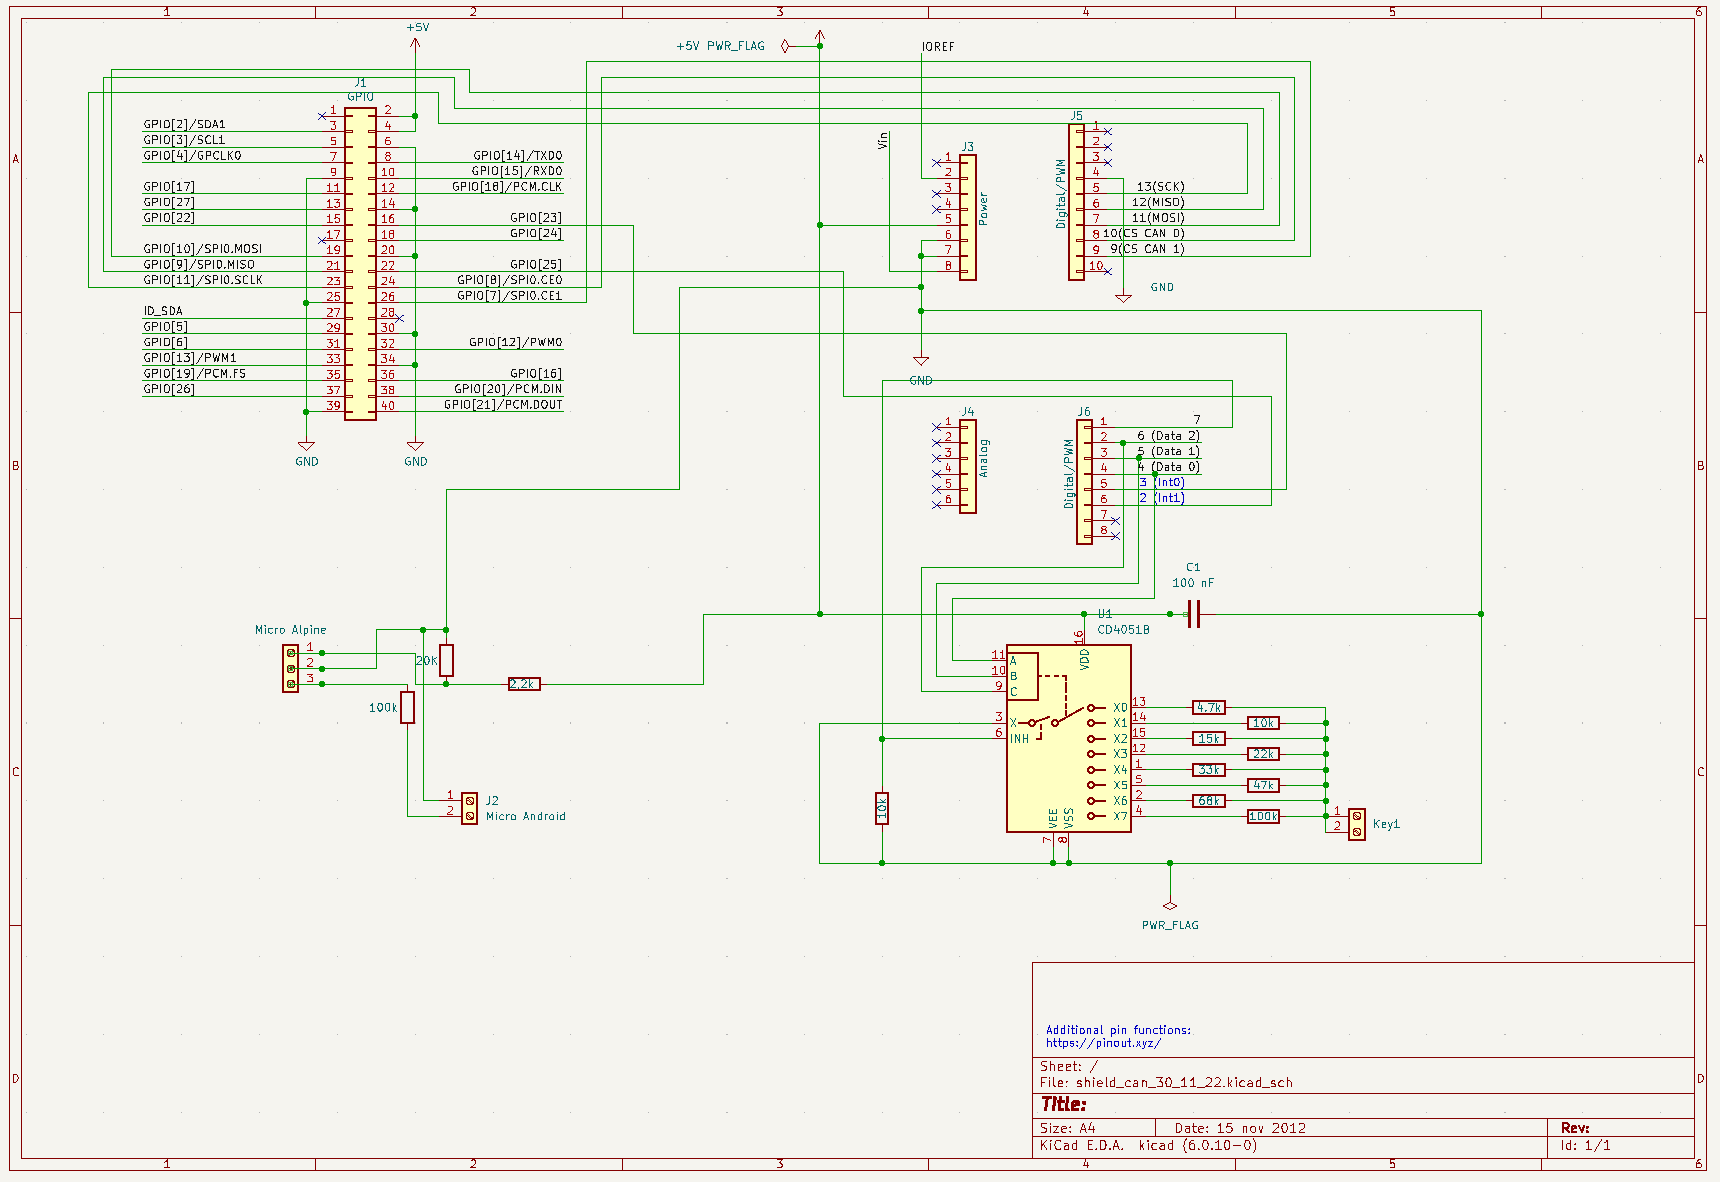 1 2 3 4 5 6
A
B
C
D
+5V
J1
GPIO
1 2
3 4
5 6
7 8
9 10
11 12
13 14
15 16
17 18
19 20
21 22
23 24
25 26
27 28
29 30
31 32
33 34
35 36
37 38
39 40
GPIO[2]/SDA1
GPIO[3]/SCL1
GPIO[4]/GPCLK0
GPIO[17]
GPIO[27]
GPIO[22]
GPIO[10]/SPI0.MOSI
GPIO[9]/SPI0.MISO
GPIO[11]/SPI0.SCLK
ID_SDA
GPIO[5]
GPIO[6]
GPIO[13]/PWM1
GPIO[19]/PCM.FS
GPIO[26]
GPIO[14]/TXD0
GPIO[15]/RXD0
GPIO[18]/PCM.CLK
GPIO[23]
GPIO[24]
GPIO[25]
GPIO[8]/SPI0.CE0
GPIO[7]/SPI0.CE1
GPIO[12]/PWM0
GPIO[16]
GPIO[20]/PCM.DIN
GPIO[21]/PCM.DOUT
GND
GND
+5V PWR_FLAG
IOREF
Vin
J3
Power
1
2
3
4
5
6
7
8
GND
J5
Digital/PWM
1
2
3
4
5 13(SCK)
6 12(MISO)
7 11(MOSI)
8 10(CS CAN 0)
9 9(CS CAN 1)
10
GND
J4
Analog
1
2
3
4
5
6
J6
Digital/PWM
1 7
2 6 (Data 2)
3 5 (Data 1)
4 4 (Data 0)
5 3 (Int0)
6 2 (Int1)
7
8
C1
100 nF
Micro Alpine
1
2
3
20K
2,2k
100k
1
2
J2
Micro Android
U1
CD4051B
16
VDD
11 A
10 B
9 C
3 X
6 INH
X0 13
X1 14
X2 15
X3 12
X4 1
X5 5
X6 2
X7 4
VEE
VSS
7
8
4,7k
10k
15k
22k
33k
47k
68k
100k
1
2
Key1
10k
PWR_FLAG
Additional pin functions:
https://pinout.xyz/
Sheet: /
File: shield_can_30_11_22.kicad_sch
Title:
Size: A4 Date: 15 nov 2012 Rev:
KiCad E.D.A. kicad (6.0.10-0) Id: 1/1
A
B
C
D
1 2 3 4 5 6